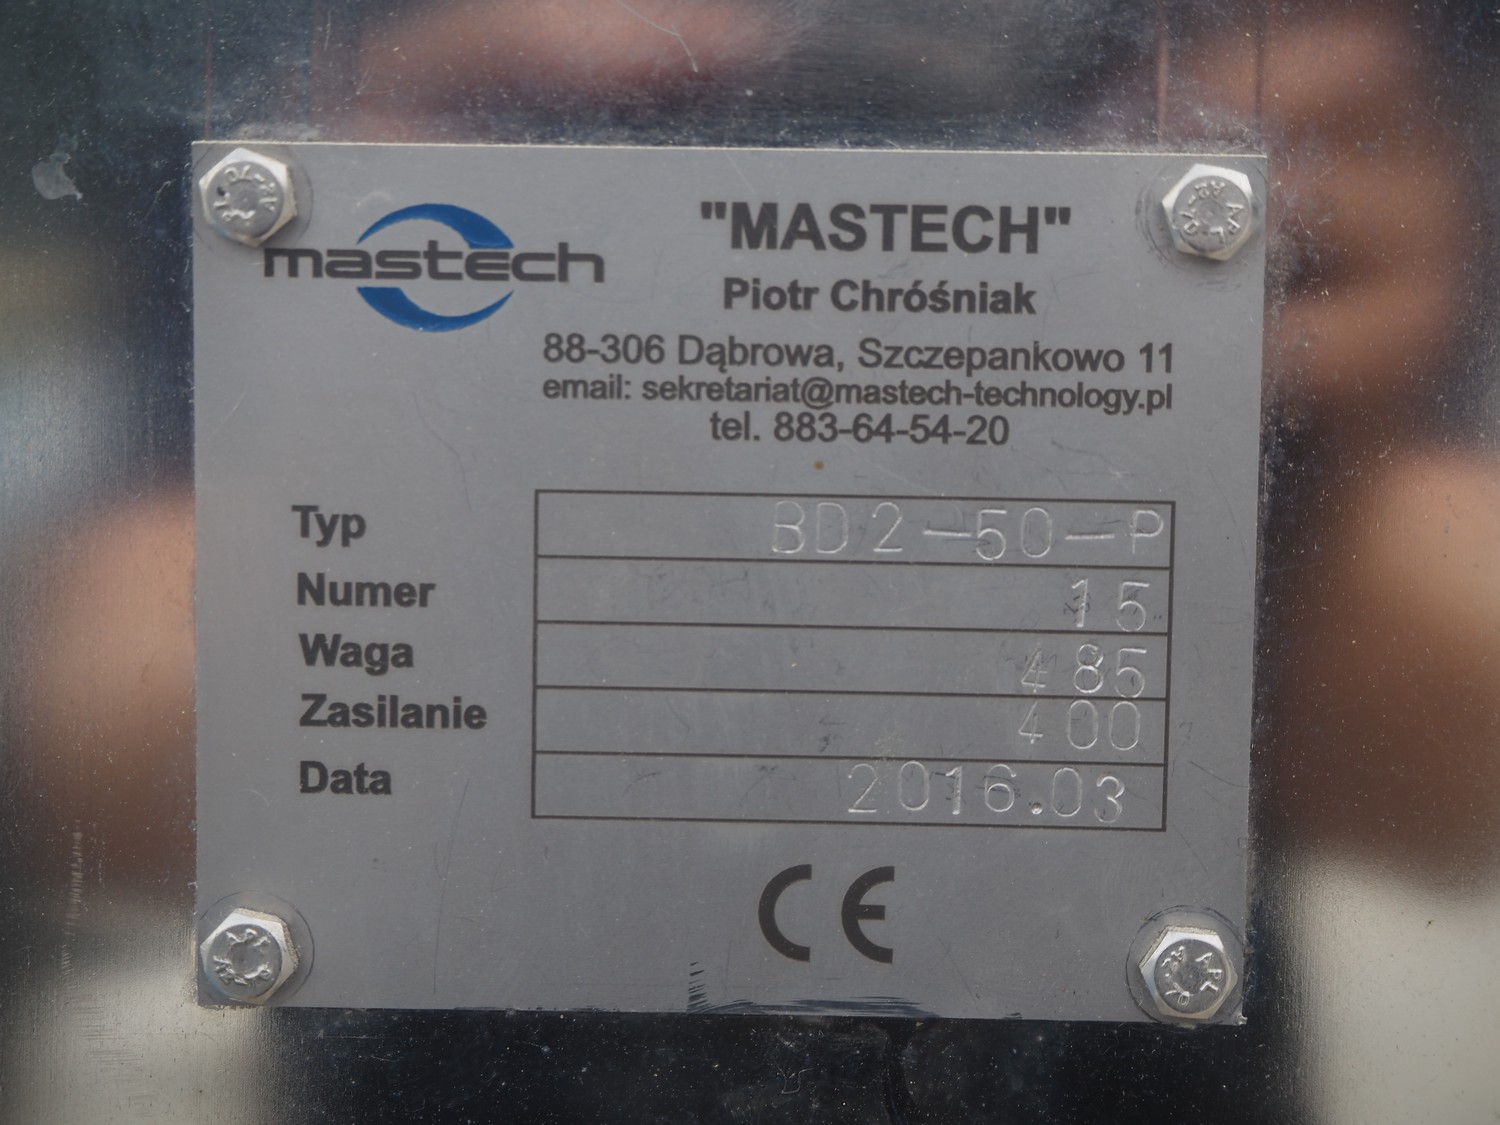 mastech
"MASTECH"
Piotr Chróśniak
88-306 Dąbrowa, Szczepankowo 11
email: sekretariat@mastech-technology.pl
tel. 883-64-54-20
Typ BD2-50-P
Numer 15
Waga 485
Zasilanie 400
Data 2016.03
CE